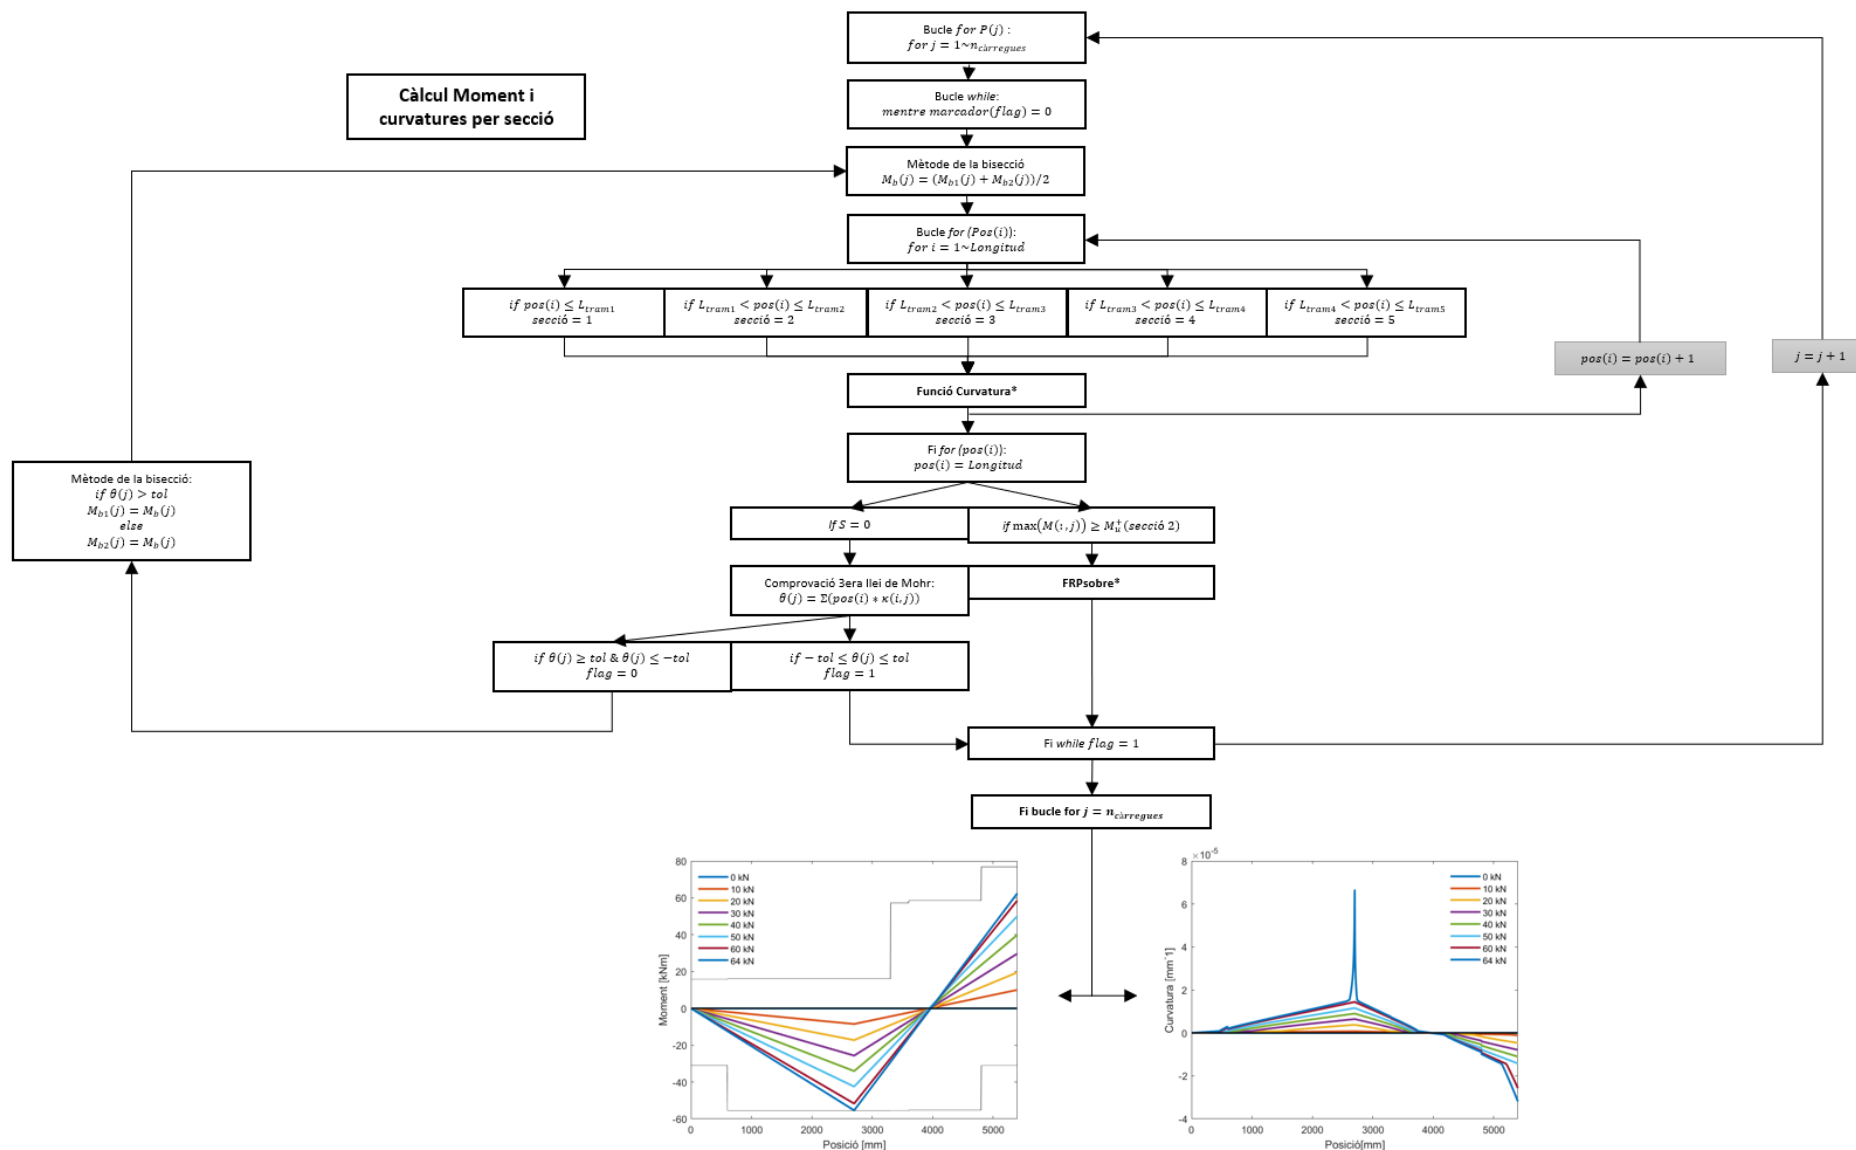 Bucle for P(j) :
for j = 1~n_càrregues
Càlcul Moment i
curvatures per secció
Bucle while:
mentre marcador(flag) = 0
Mètode de la bisecció
M_b(j) = (M_b1(j) + M_b2(j))/2
Bucle for (Pos(i)):
for i = 1~Longitud
if pos(i) ≤ L_tram1
secció = 1
if L_tram1 < pos(i) ≤ L_tram2
secció = 2
if L_tram2 < pos(i) ≤ L_tram3
secció = 3
if L_tram3 < pos(i) ≤ L_tram4
secció = 4
if L_tram4 < pos(i) ≤ L_tram5
secció = 5
pos(i) = pos(i) + 1
j = j + 1
Funció Curvatura*
Fi for (pos(i)):
pos(i) = Longitud
Mètode de la bisecció:
if θ(j) > tol
M_b1(j) = M_b(j)
else
M_b2(j) = M_b(j)
If S = 0
if max(M(:,j)) ≥ M_u^+(secció 2)
Comprovació 3era llei de Mohr:
θ(j) = Σ(pos(i) * κ(i,j))
FRPsobre*
if θ(j) ≥ tol & θ(j) ≤ −tol
flag = 0
if − tol ≤ θ(j) ≤ tol
flag = 1
Fi while flag = 1
Fi bucle for j = n_càrregues
80
60
40
20
0
-20
-40
-60
Moment [kNm]
0 kN
10 kN
20 kN
30 kN
40 kN
50 kN
60 kN
64 kN
0
1000
2000
3000
4000
5000
Posició [mm]
×10^-5
8
6
4
2
0
-2
-4
Curvatura [mm^-1]
0 kN
10 kN
20 kN
30 kN
40 kN
50 kN
60 kN
64 kN
0
1000
2000
3000
4000
5000
Posició[mm]